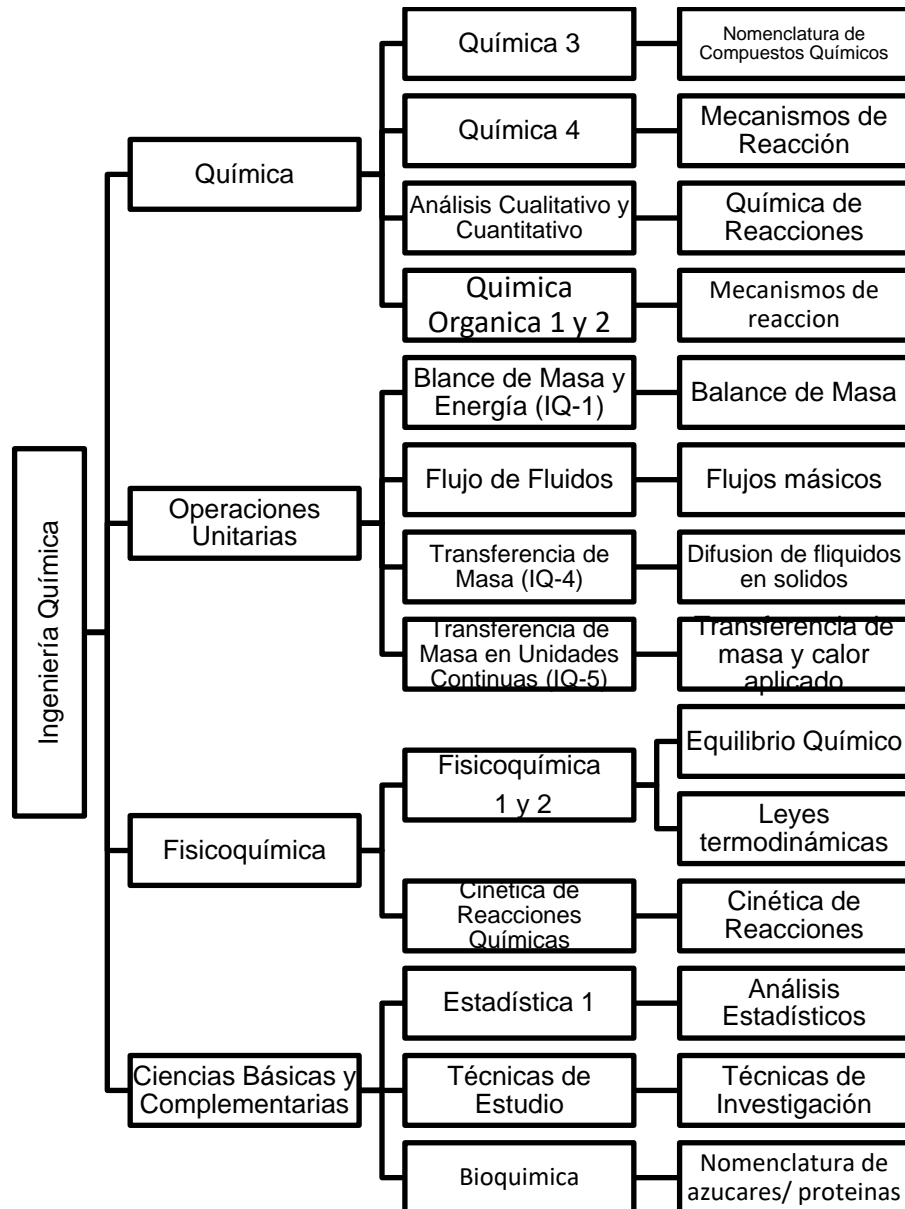 Ingeniería Química
Química
Química 3
Nomenclatura de
Compuestos Químicos
Química 4
Mecanismos de
Reacción
Análisis Cualitativo y
Cuantitativo
Química de
Reacciones
Quimica
Organica 1 y 2
Mecanismos de
reaccion
Operaciones
Unitarias
Blance de Masa y
Energía (IQ-1)
Balance de Masa
Flujo de Fluidos
Flujos másicos
Transferencia de
Masa (IQ-4)
Difusion de fliquidos
en solidos
Transferencia de
Masa en Unidades
Continuas (IQ-5)
Transferencia de
masa y calor
aplicado
Fisicoquímica
Fisicoquímica
1 y 2
Equilibrio Químico
Leyes
termodinámicas
Cinética de
Reacciones
Químicas
Cinética de
Reacciones
Ciencias Básicas y
Complementarias
Estadística 1
Análisis
Estadísticos
Técnicas de
Estudio
Técnicas de
Investigación
Bioquimica
Nomenclatura de
azucares/ proteinas